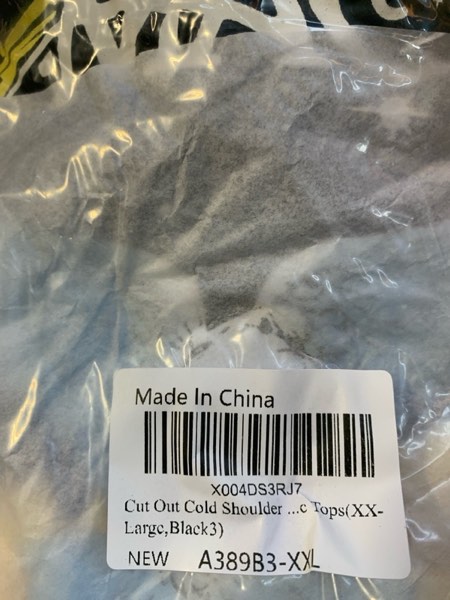 Made In China
X004DS3RJ7
Cut Out Cold Shoulder ...c Tops(XX-
Large,Black3)
NEW A389B3-XXL